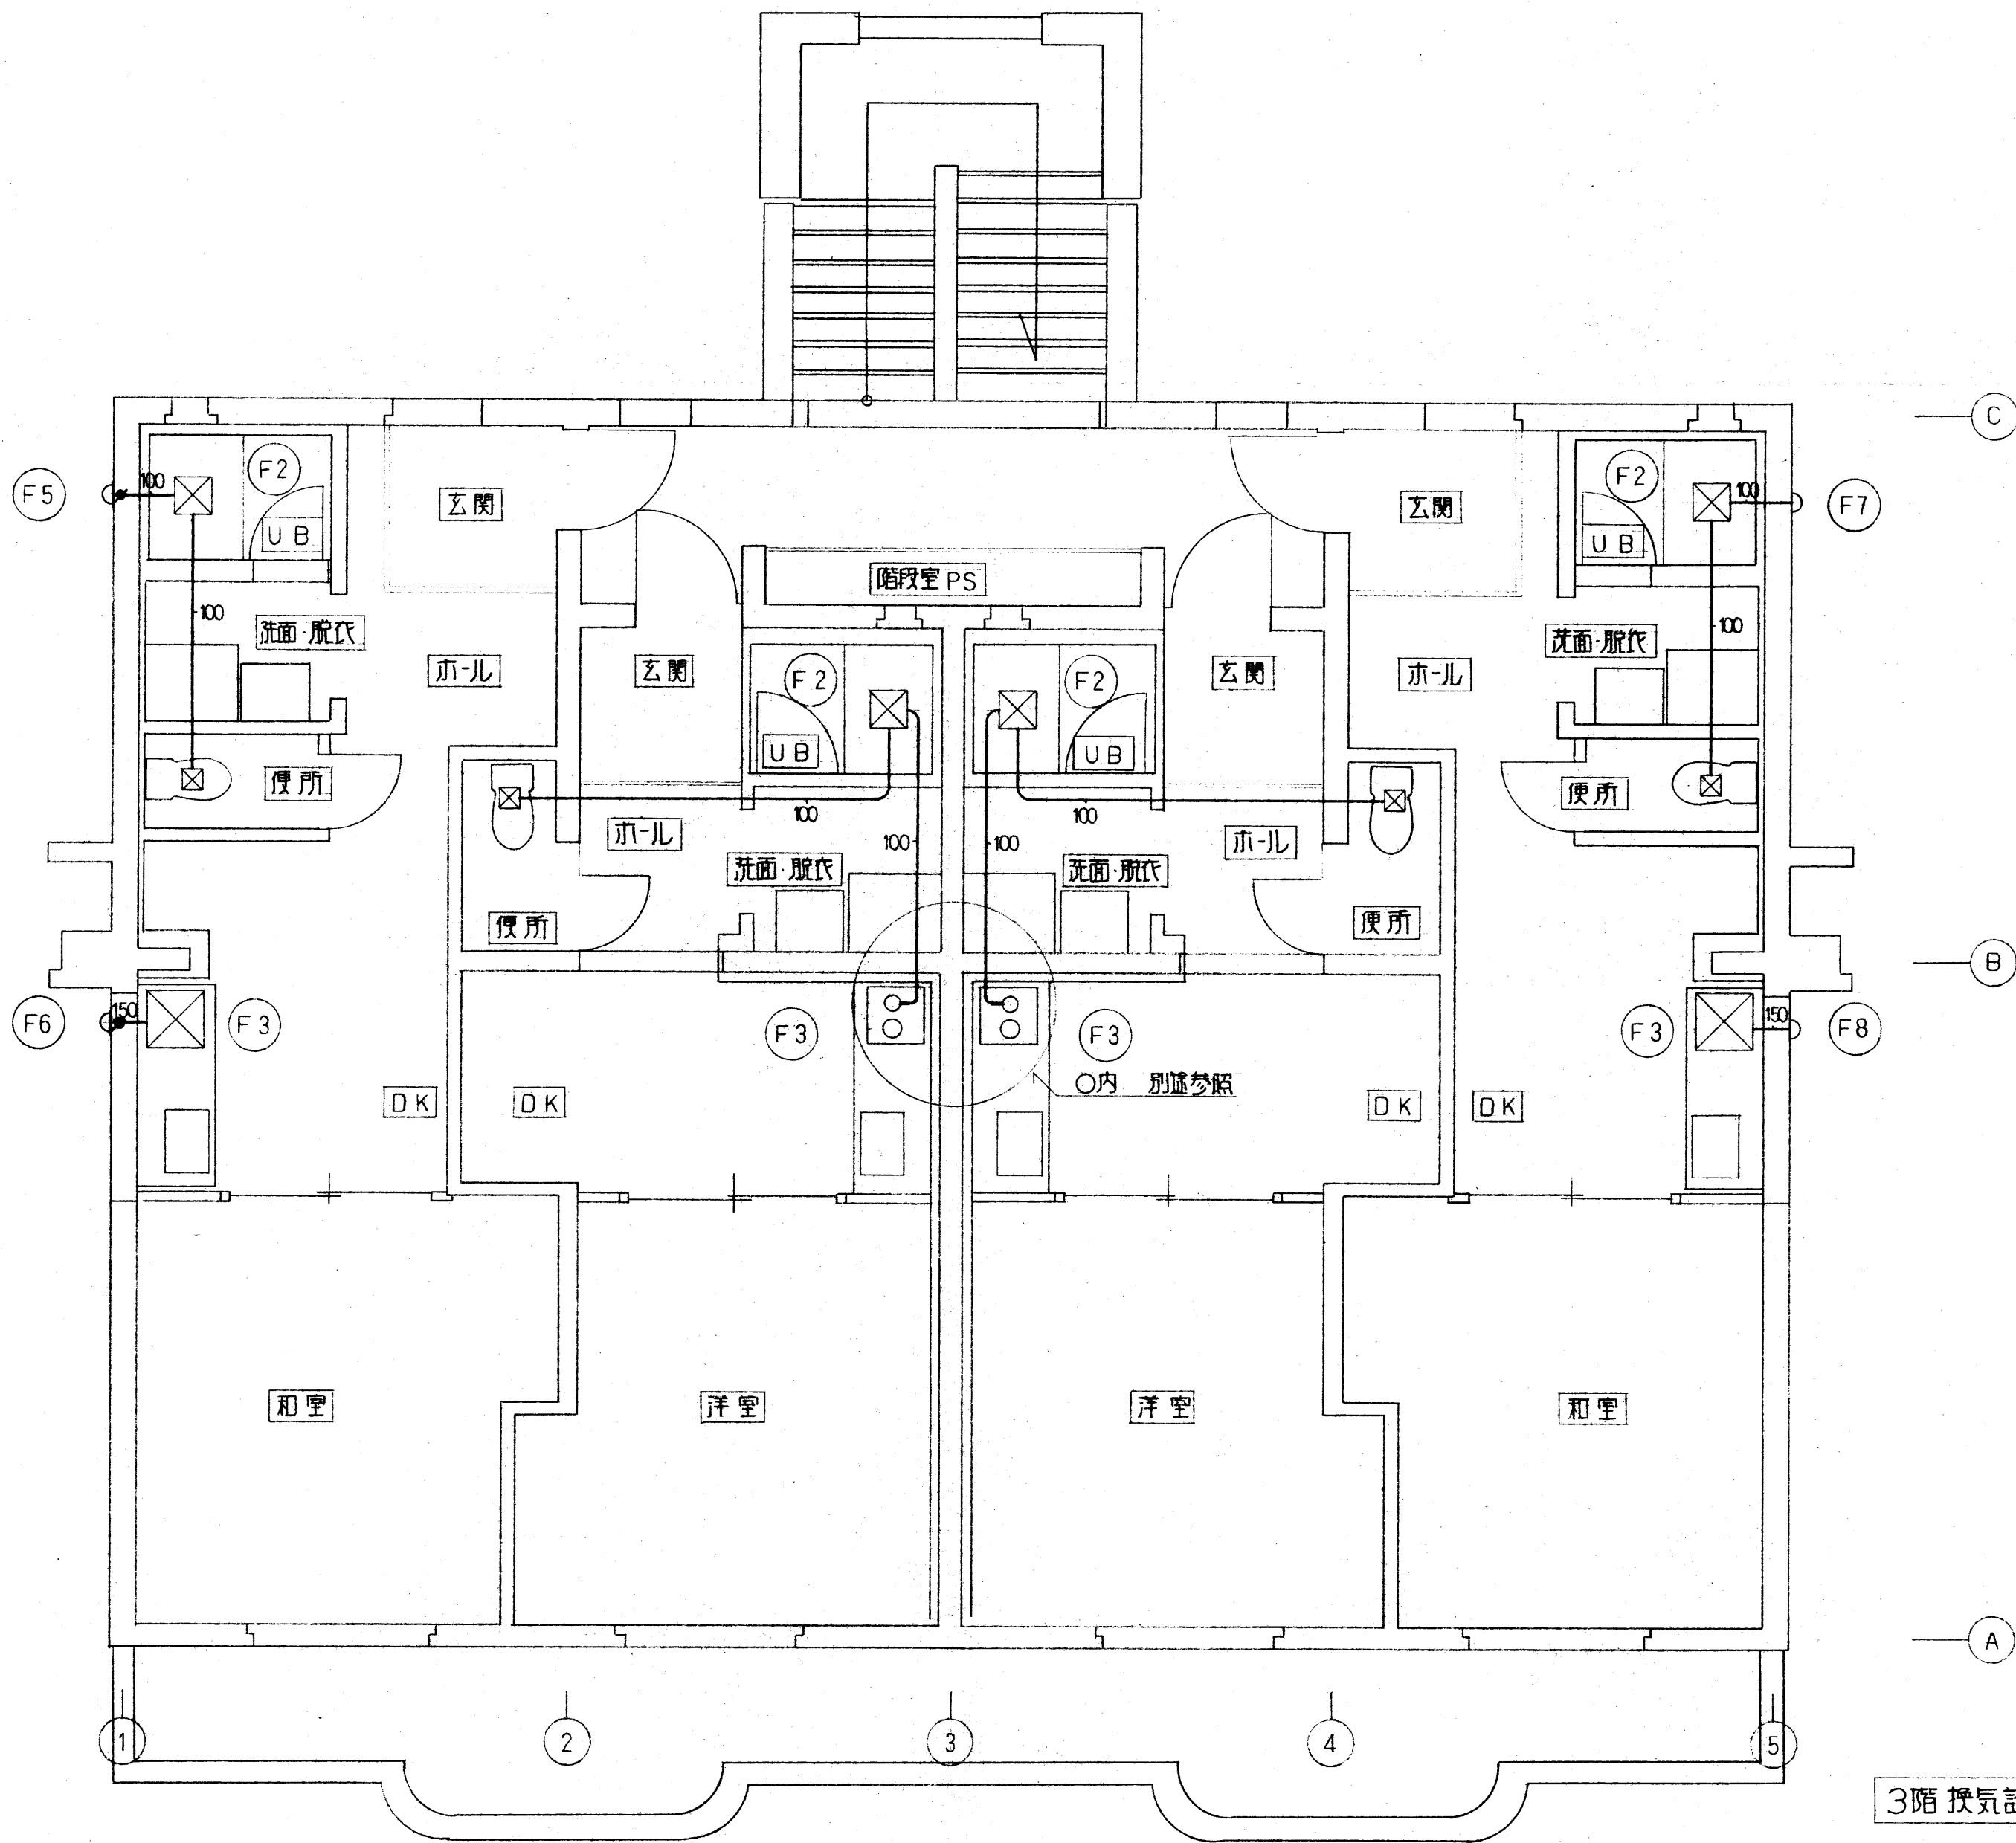 C
F5
100
F2
UB
玄関
玄関
F2
UB
100
F7
階段室 PS
100
洗面・脱衣
ホール
玄関
F2
UB
F2
UB
玄関
ホール
洗面・脱衣
100
便所
便所
100
100
ホール
100
100
ホール
洗面・脱衣
洗面・脱衣
便所
便所
B
F6
150
F3
F3
F3
F3
150
F8
○内 別途参照
DK
DK
DK
DK
和室
洋室
洋室
和室
A
1
2
3
4
5
3階 換気